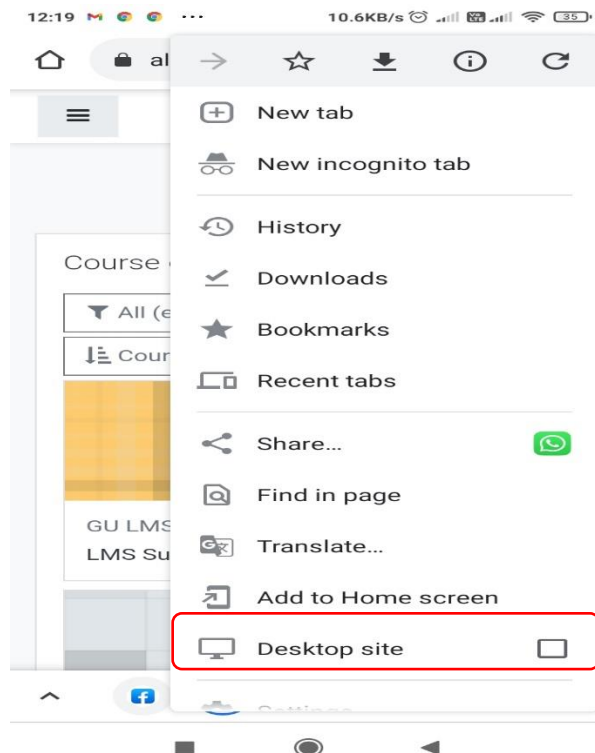 12:19
10.6KB/s
35
al
New tab
New incognito tab
History
Course
Downloads
All (e
Bookmarks
Cour
Recent tabs
Share...
Find in page
GU LMS
LMS Su
Translate...
Add to Home screen
Desktop site
Settings